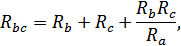 R_{bc} = R_b + R_c + \frac{R_b R_c}{R_a},